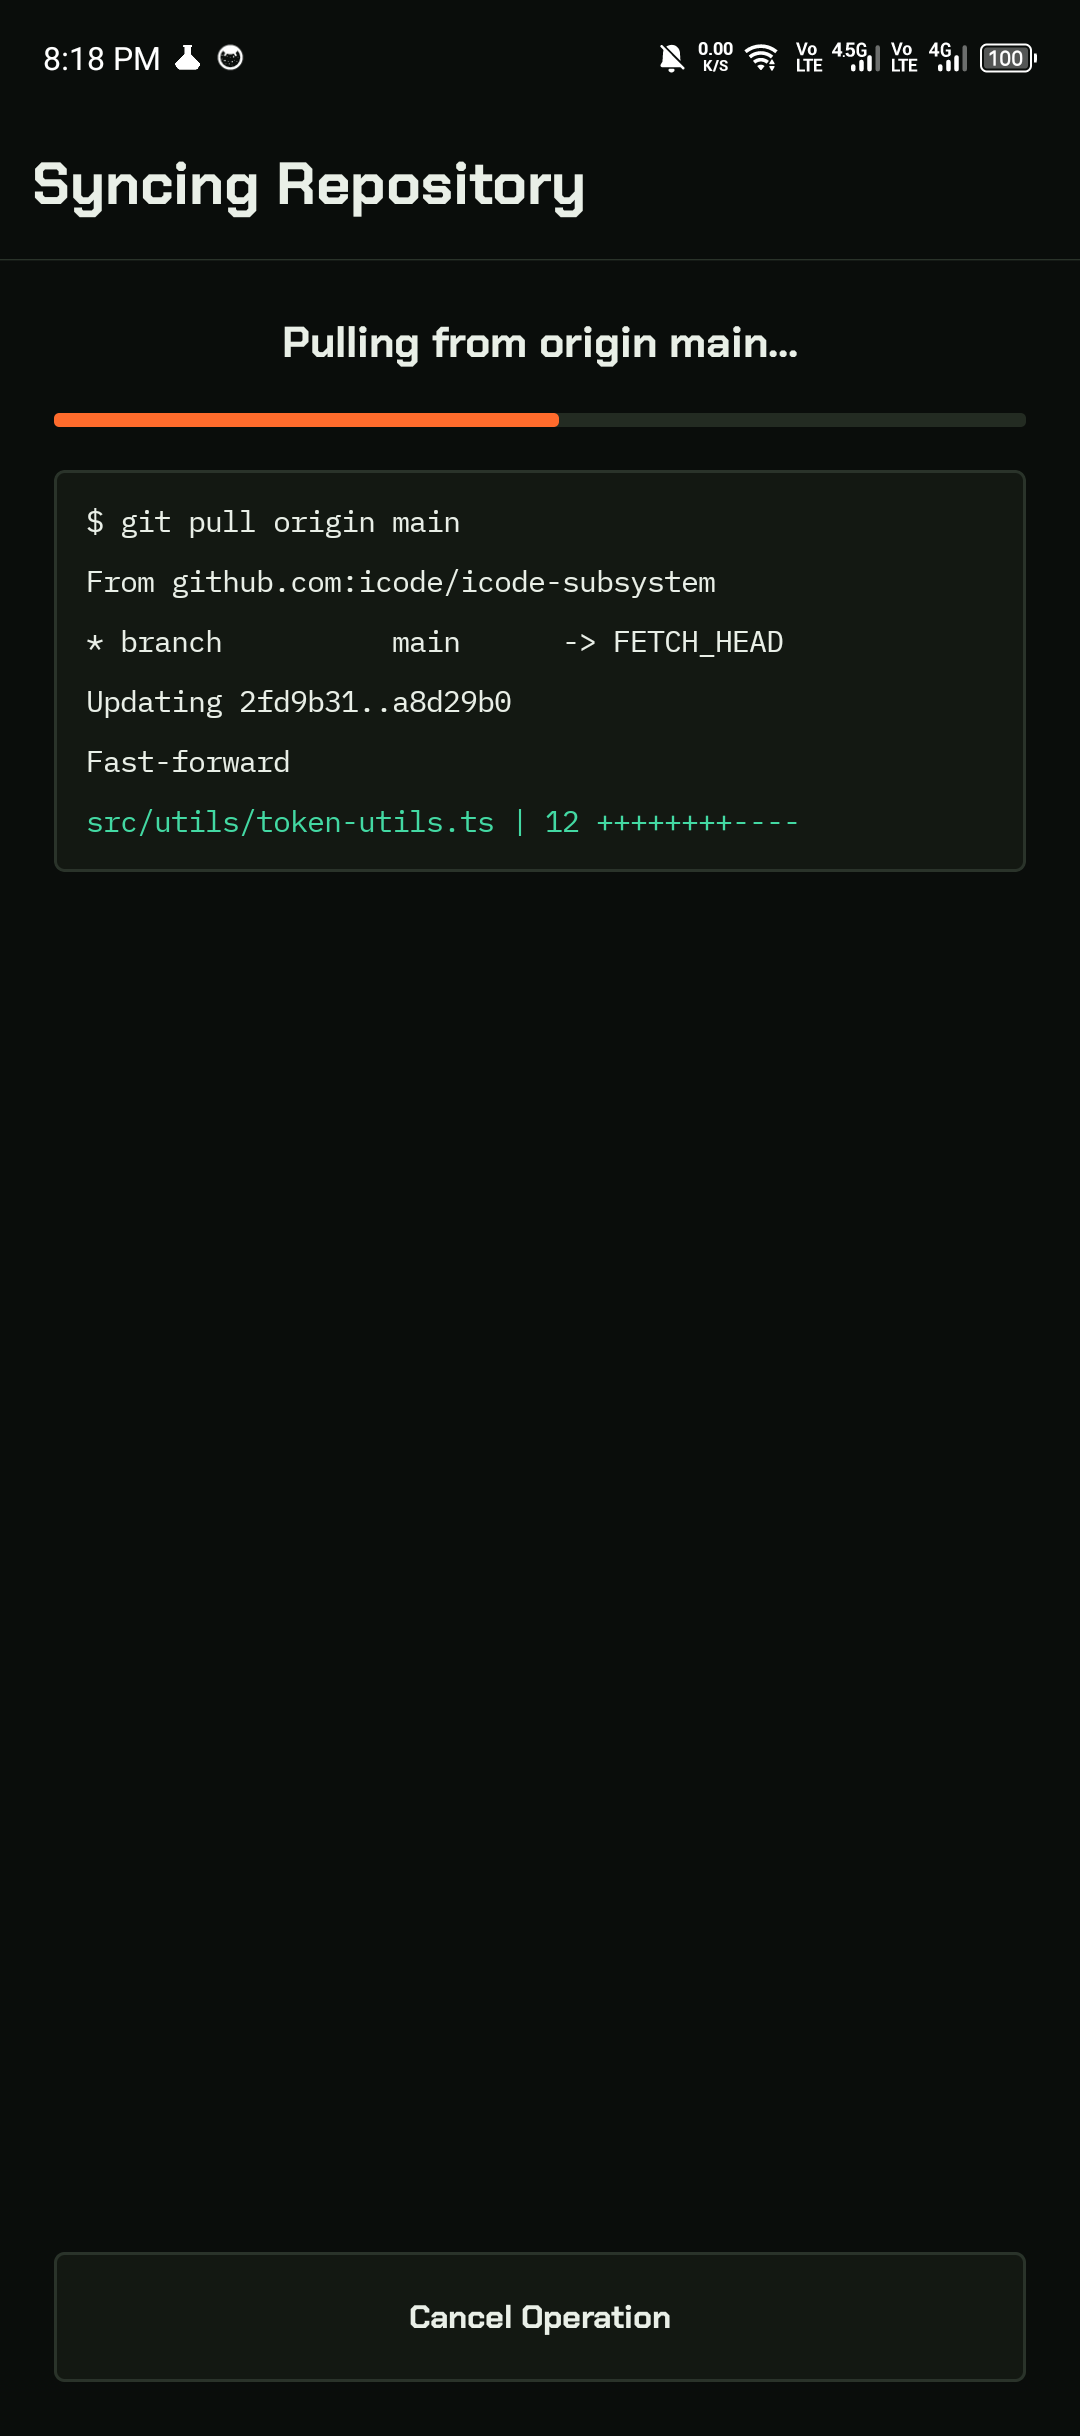 8:18 PM 0.00 K/S Vo LTE 4.5G Vo LTE 4G 100
Syncing Repository
Pulling from origin main...
$ git pull origin main
From github.com:icode/icode-subsystem
* branch          main      -> FETCH_HEAD
Updating 2fd9b31..a8d29b0
Fast-forward
src/utils/token-utils.ts | 12 ++++++++----
Cancel Operation